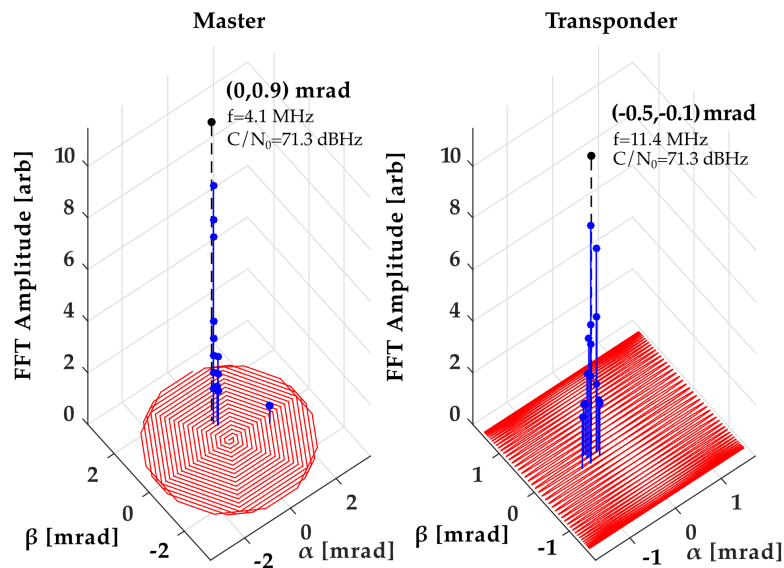 Master
(0,0.9) mrad
f=4.1 MHz
C/N₀=71.3 dBHz
FFT Amplitude [arb]
10
8
6
4
2
0
2
0
-2
β [mrad]
-2
0
2
α [mrad]
Transponder
(-0.5,-0.1) mrad
f=11.4 MHz
C/N₀=71.3 dBHz
FFT Amplitude [arb]
10
8
6
4
2
0
1
0
-1
β [mrad]
-1
0
1
α [mrad]